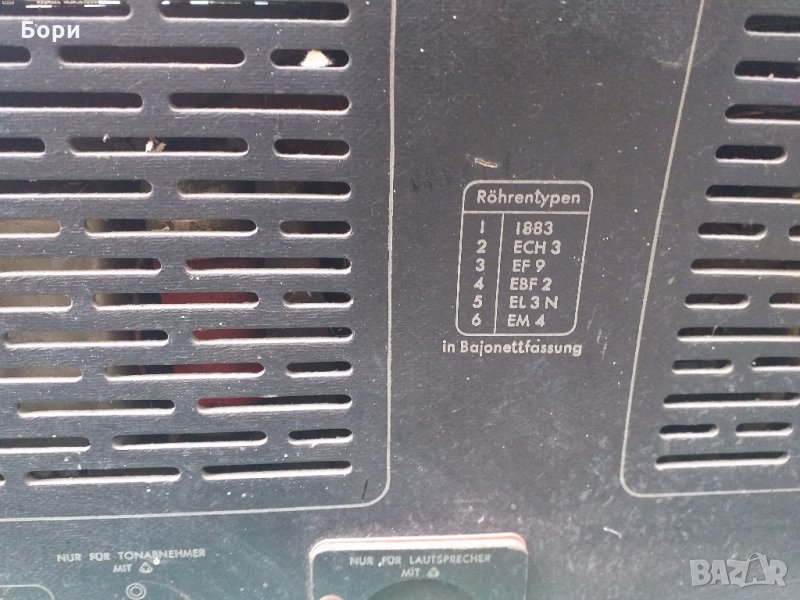 Бори
Röhrentypen
1 1883
2 ECH 3
3 EF 9
4 EBF 2
5 EL 3 N
6 EM 4
in Bajonettfassung
NUR FÜR TONABNEHMER
MIT
NUR FÜR LAUTSPRECHER
MIT
BAZAR